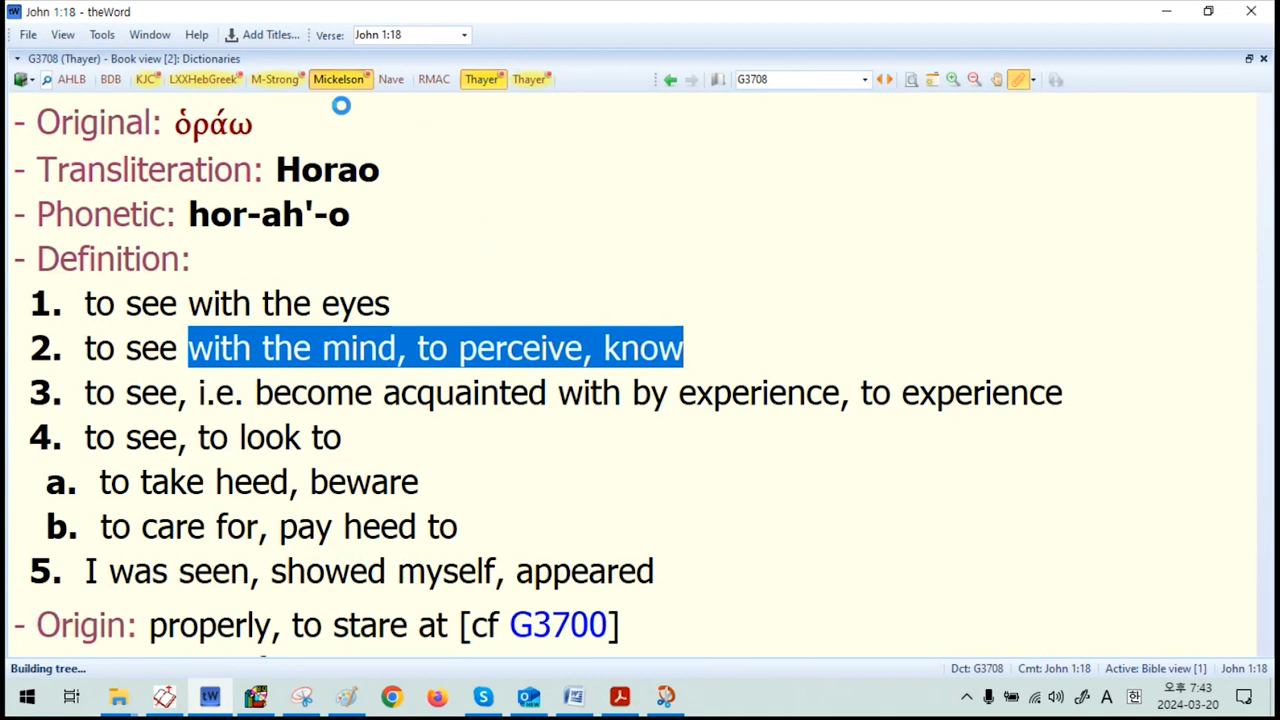 John 1:18 - theWord
File View Tools Window Help Add Titles... Verse: John 1:18
G3708 (Thayer) - Book view [2]: Dictionaries
AHLB BDB KJC LXXHebGreek M-Strong Mickelson Nave RMAC Thayer Thayer G3708
- Original: ὁράω
- Transliteration: Horao
- Phonetic: hor-ah'-o
- Definition:
1. to see with the eyes
2. to see with the mind, to perceive, know
3. to see, i.e. become acquainted with by experience, to experience
4. to see, to look to
a. to take heed, beware
b. to care for, pay heed to
5. I was seen, showed myself, appeared
- Origin: properly, to stare at [cf G3700]
Building tree... Dct: G3708 Cmt: John 1:18 Active: Bible view [1] John 1:18
A 한 오후 7:43
2024-03-20